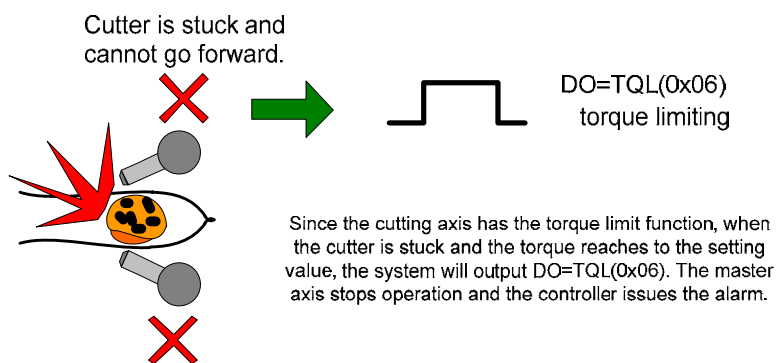 Cutter is stuck and
cannot go forward.
DO=TQL(0x06)
torque limiting
Since the cutting axis has the torque limit function, when
the cutter is stuck and the torque reaches to the setting
value, the system will output DO=TQL(0x06). The master
axis stops operation and the controller issues the alarm.